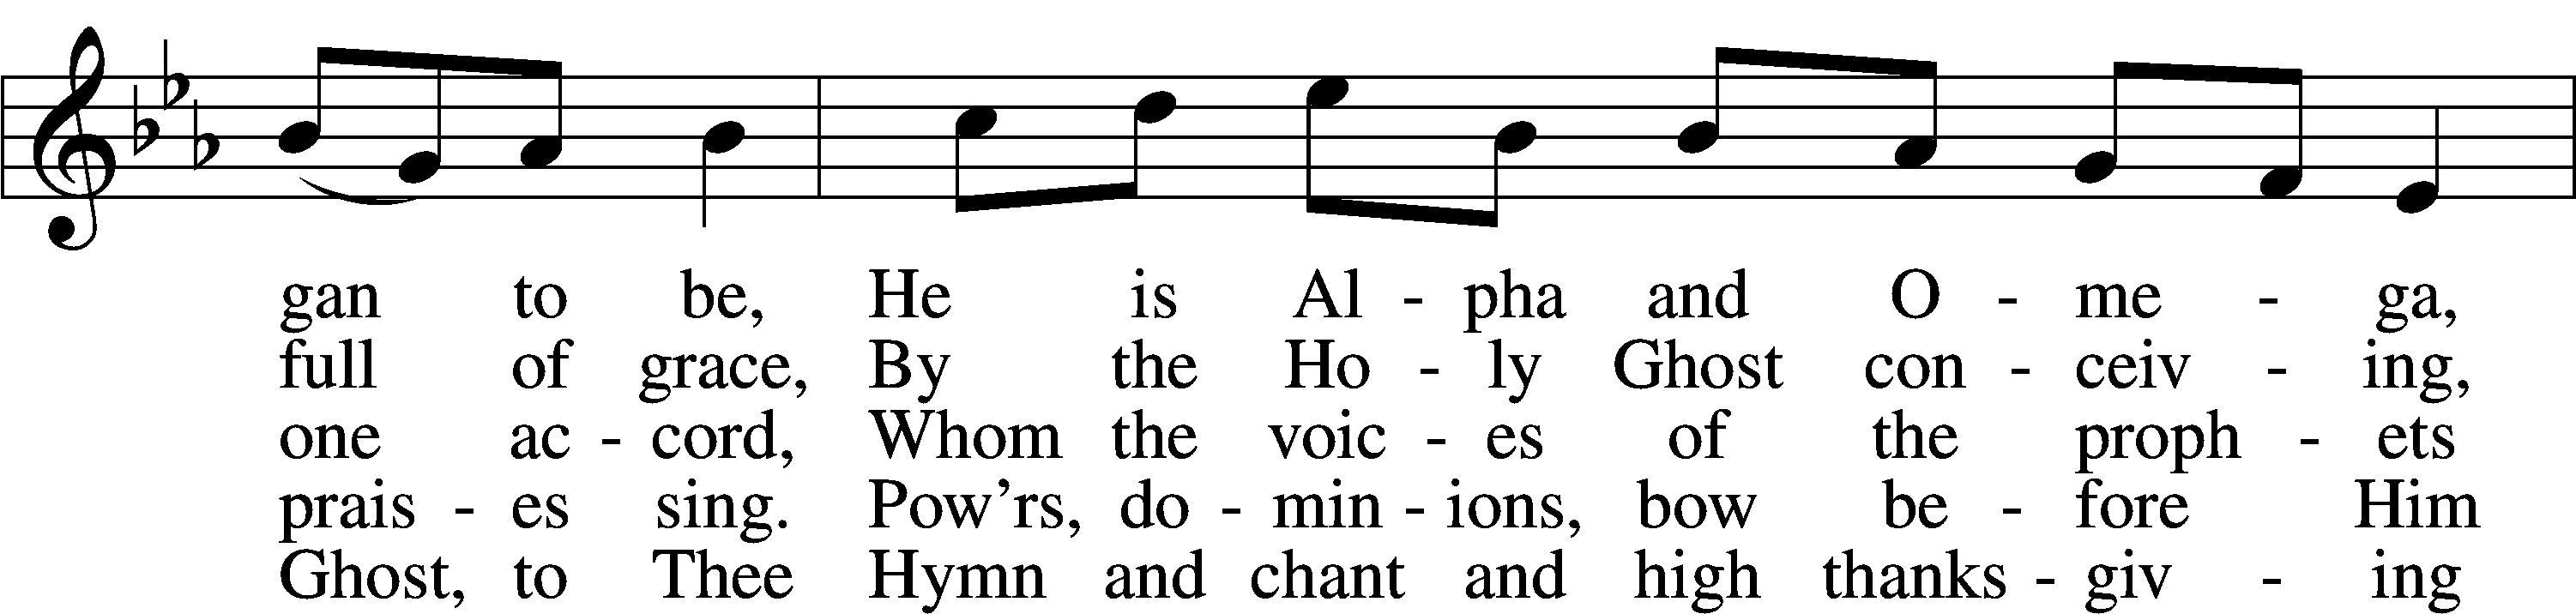 gan to be, He is Al - pha and O - me - ga,
full of grace, By the Ho - ly Ghost con - ceiv - ing,
one ac - cord, Whom the voic - es of the proph - ets
prais - es sing. Pow’rs, do - min - ions, bow be - fore Him
Ghost, to Thee Hymn and chant and high thanks - giv - ing